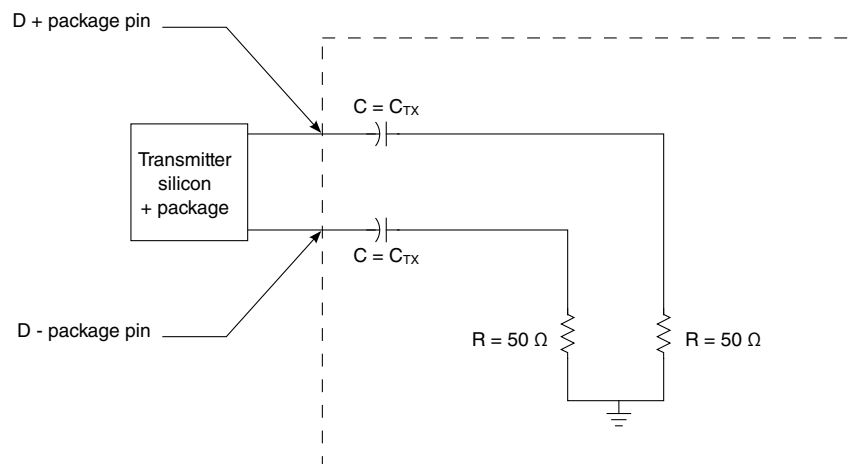 D + package pin
C = CTX
Transmitter
silicon
+ package
C = CTX
D - package pin
R = 50 Ω
R = 50 Ω